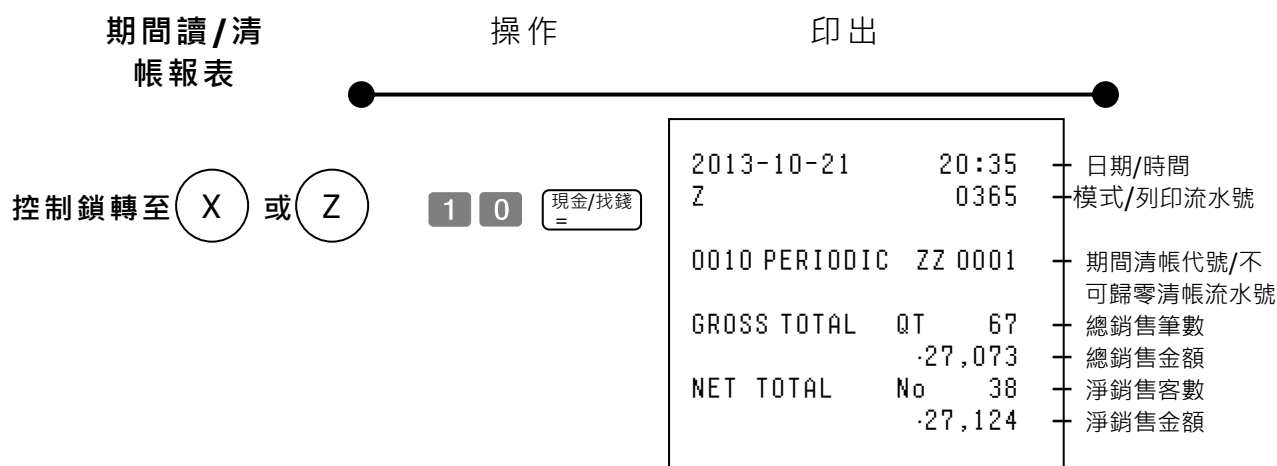 期間讀/清
帳報表
操作
印出
控制鎖轉至 X 或 Z
1 0 現金/找錢
=
2013-10-21 20:35 日期/時間
Z 0365 模式/列印流水號
0010 PERIODIC ZZ 0001 期間清帳代號/不
可歸零清帳流水號
GROSS TOTAL QT 67 總銷售筆數
·27,073 總銷售金額
NET TOTAL No 38 淨銷售客數
·27,124 淨銷售金額